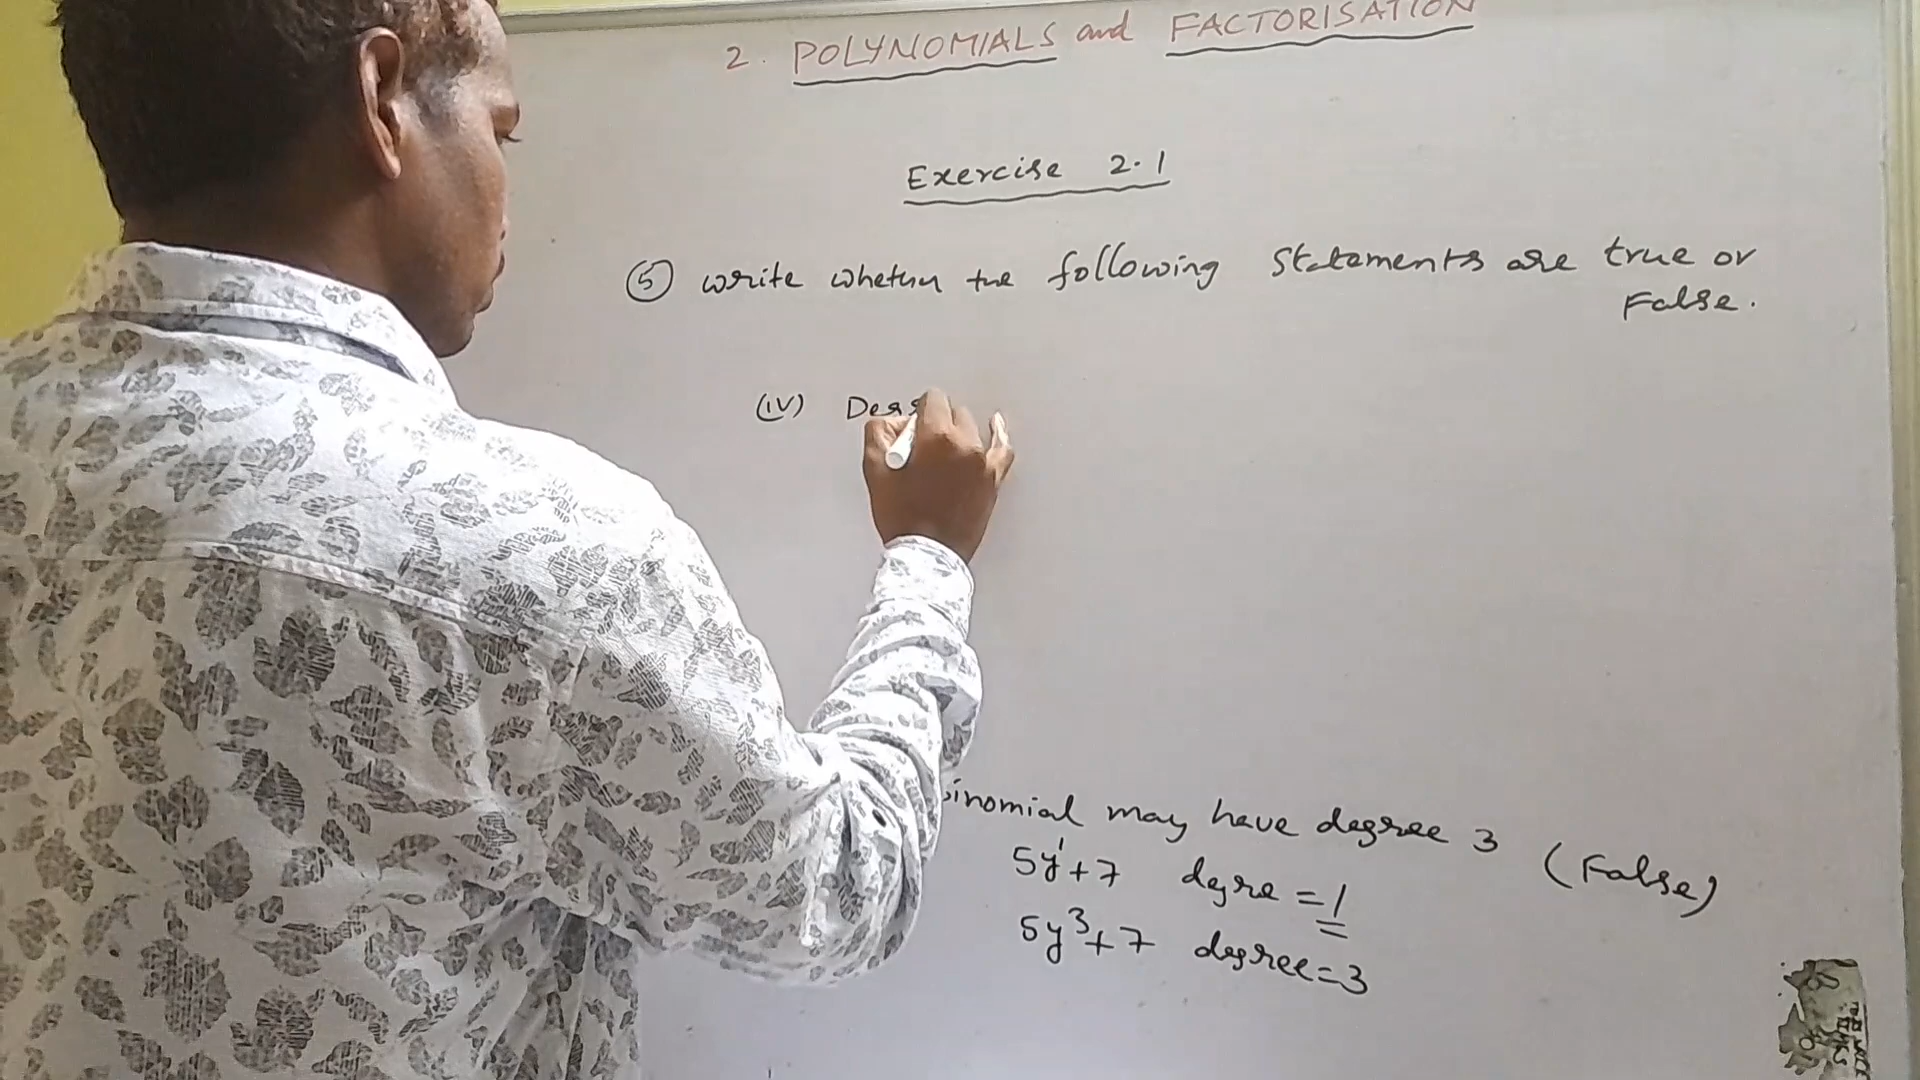 2. POLYNOMIALS and FACTORISATION
Exercise 2.1
(5) write whether the following statements are true or
False.
(iv) Deg
inomial may have degree 3 (False)
5y¹+7 degree = 1
5y³+7 degree = 3